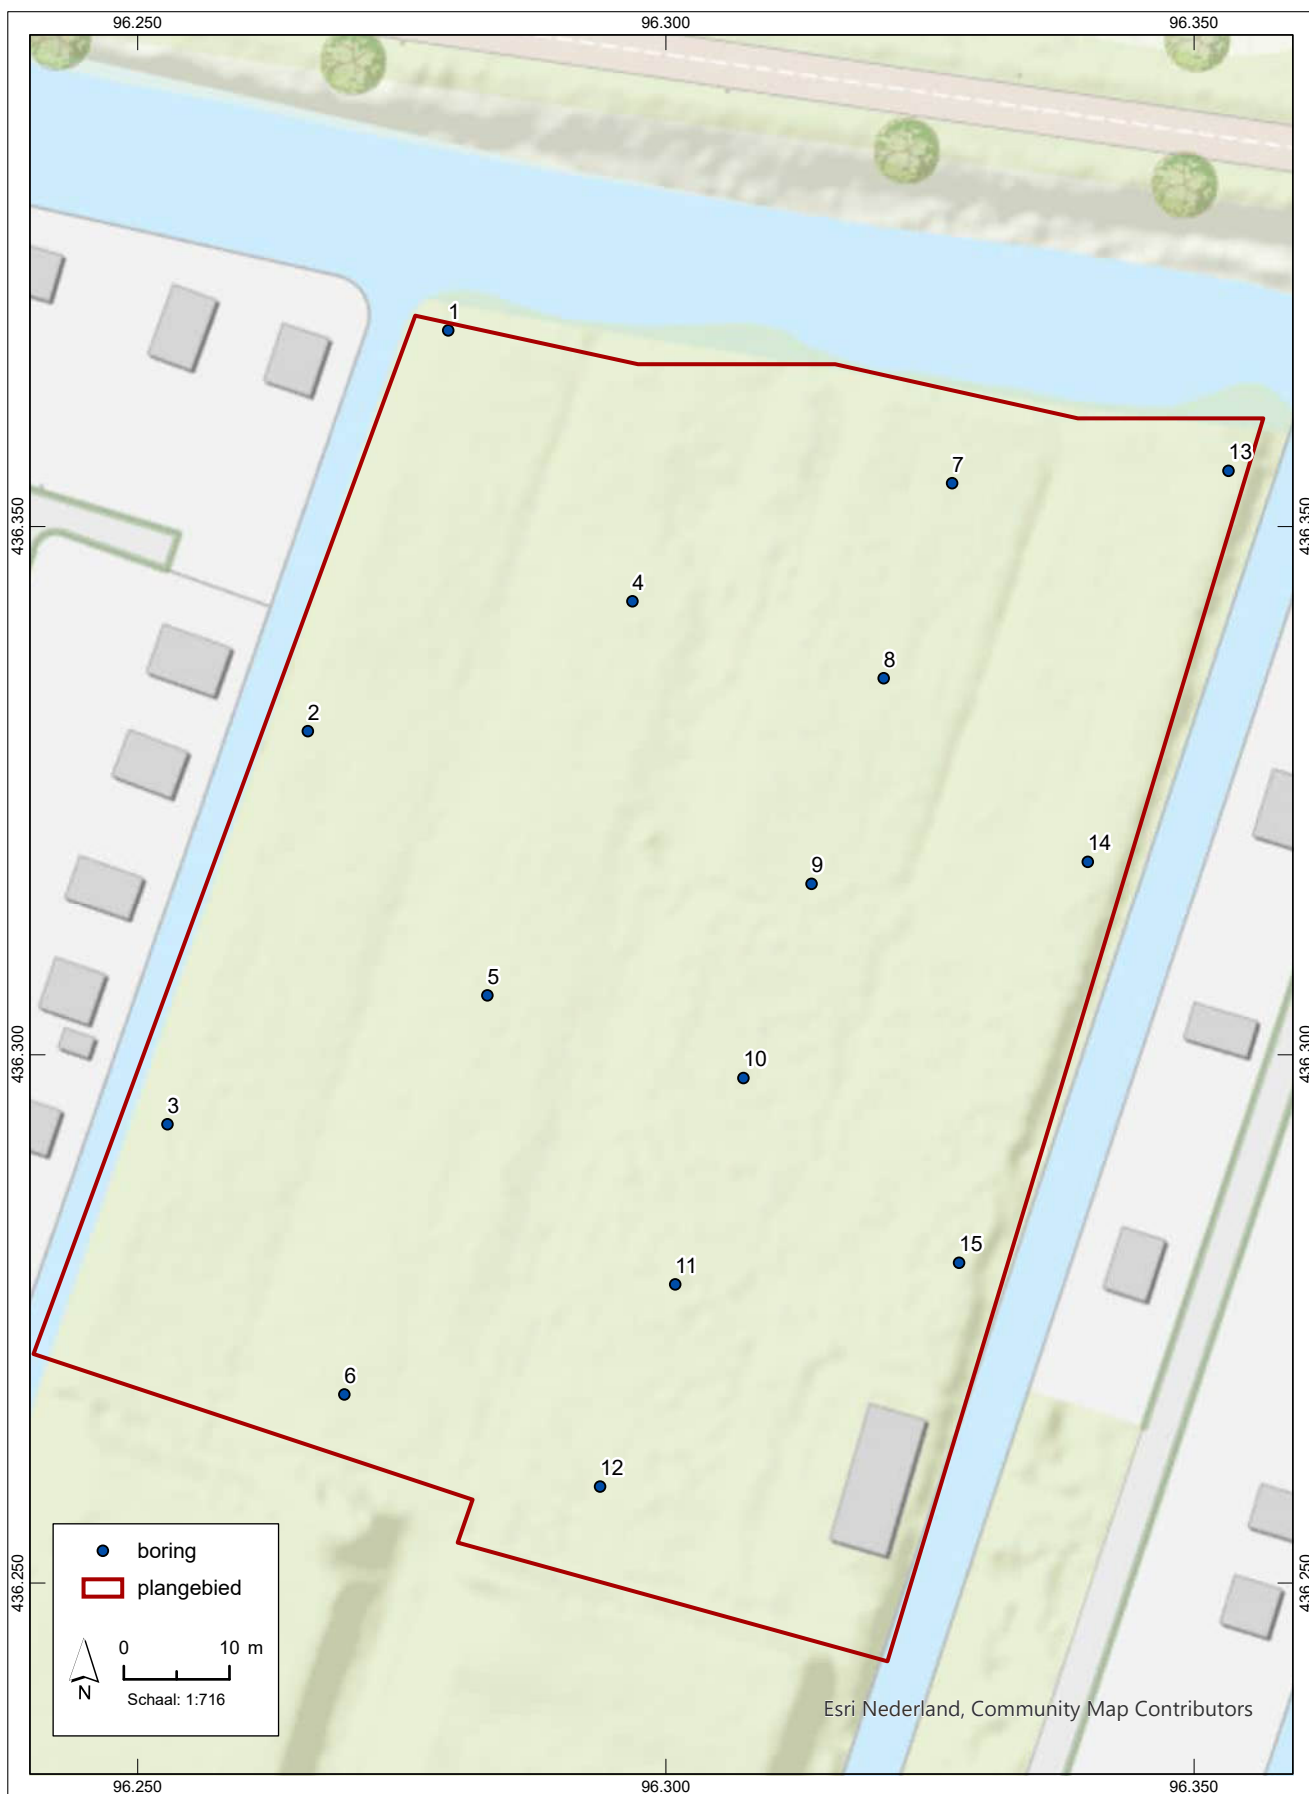 96.250 96.300 96.350
1
13
7
436.350 436.350
4
8
2
14
9
5
436.300 436.300
10
3
15
11
6
12
boring
436.250 436.250
plangebied
0 10 m
N
Schaal: 1:716
Esri Nederland, Community Map Contributors
96.250 96.300 96.350